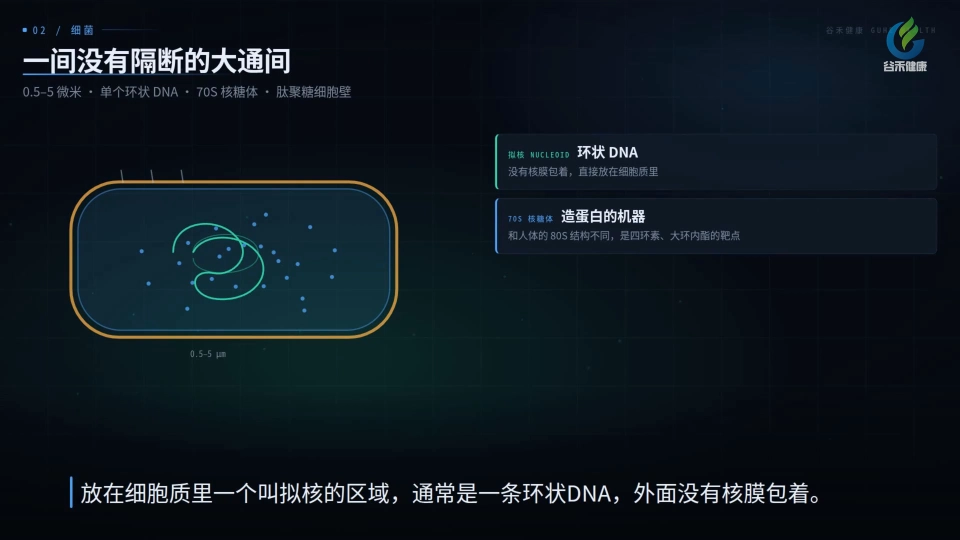 02 / 细菌
一间没有隔断的大通间
0.5–5 微米 · 单个环状 DNA · 70S 核糖体 · 肽聚糖细胞壁
谷禾健康
谷禾健康
拟核 NUCLEOID 环状 DNA
没有核膜包着，直接放在细胞质里
70S 核糖体 造蛋白的机器
和人体的 80S 结构不同，是四环素、大环内酯的靶点
0.5–5 μm
放在细胞质里一个叫拟核的区域，通常是一条环状DNA，外面没有核膜包着。